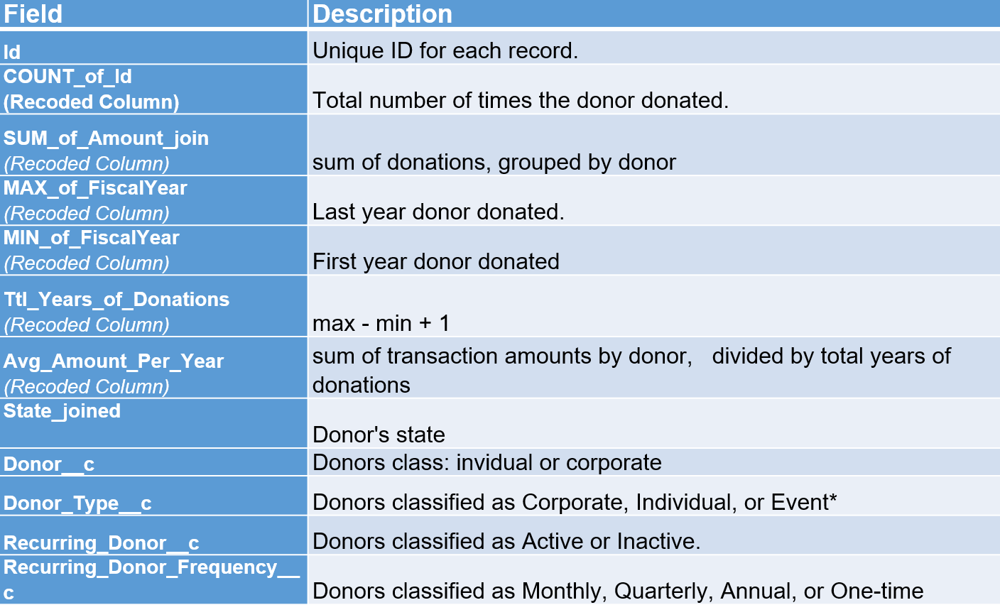 Field Description
Id Unique ID for each record.
COUNT_of_Id
(Recoded Column) Total number of times the donor donated.
SUM_of_Amount_join
(Recoded Column) sum of donations, grouped by donor
MAX_of_FiscalYear
(Recoded Column) Last year donor donated.
MIN_of_FiscalYear
(Recoded Column) First year donor donated
Ttl_Years_of_Donations
(Recoded Column) max - min + 1
Avg_Amount_Per_Year sum of transaction amounts by donor, divided by total years of
(Recoded Column) donations
State_joined
Donor's state
Donor__c Donors class: invidual or corporate
Donor_Type__c Donors classified as Corporate, Individual, or Event*
Recurring_Donor__c Donors classified as Active or Inactive.
Recurring_Donor_Frequency__
c Donors classified as Monthly, Quarterly, Annual, or One-time